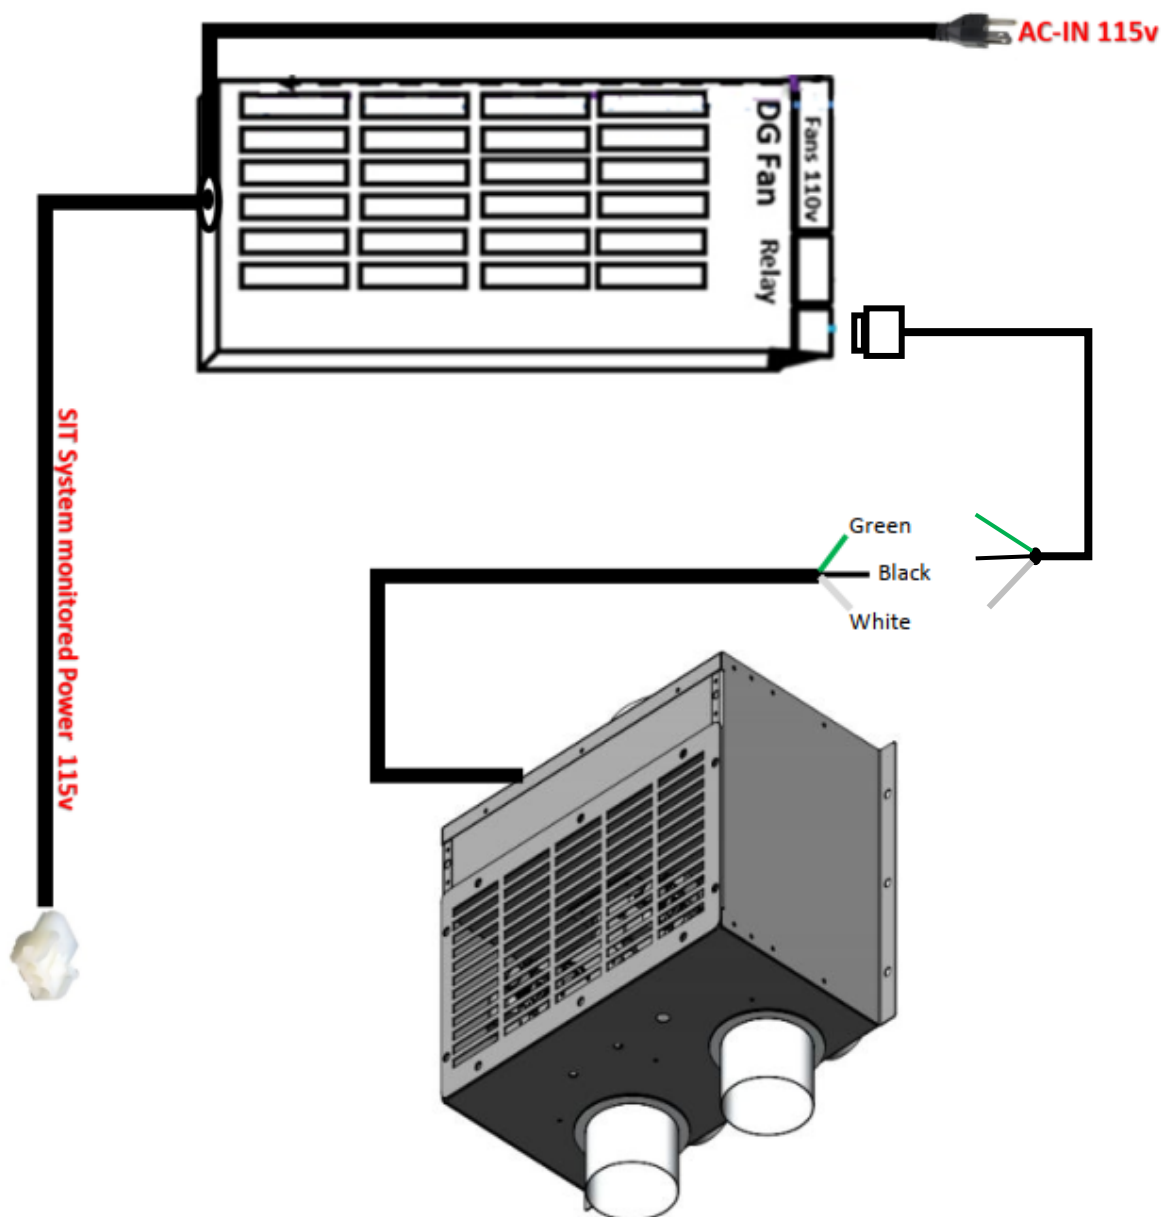 AC-IN 115v
DG Fan Relay
Fans 110v
SIT System monitored Power 115v
Green
Black
White